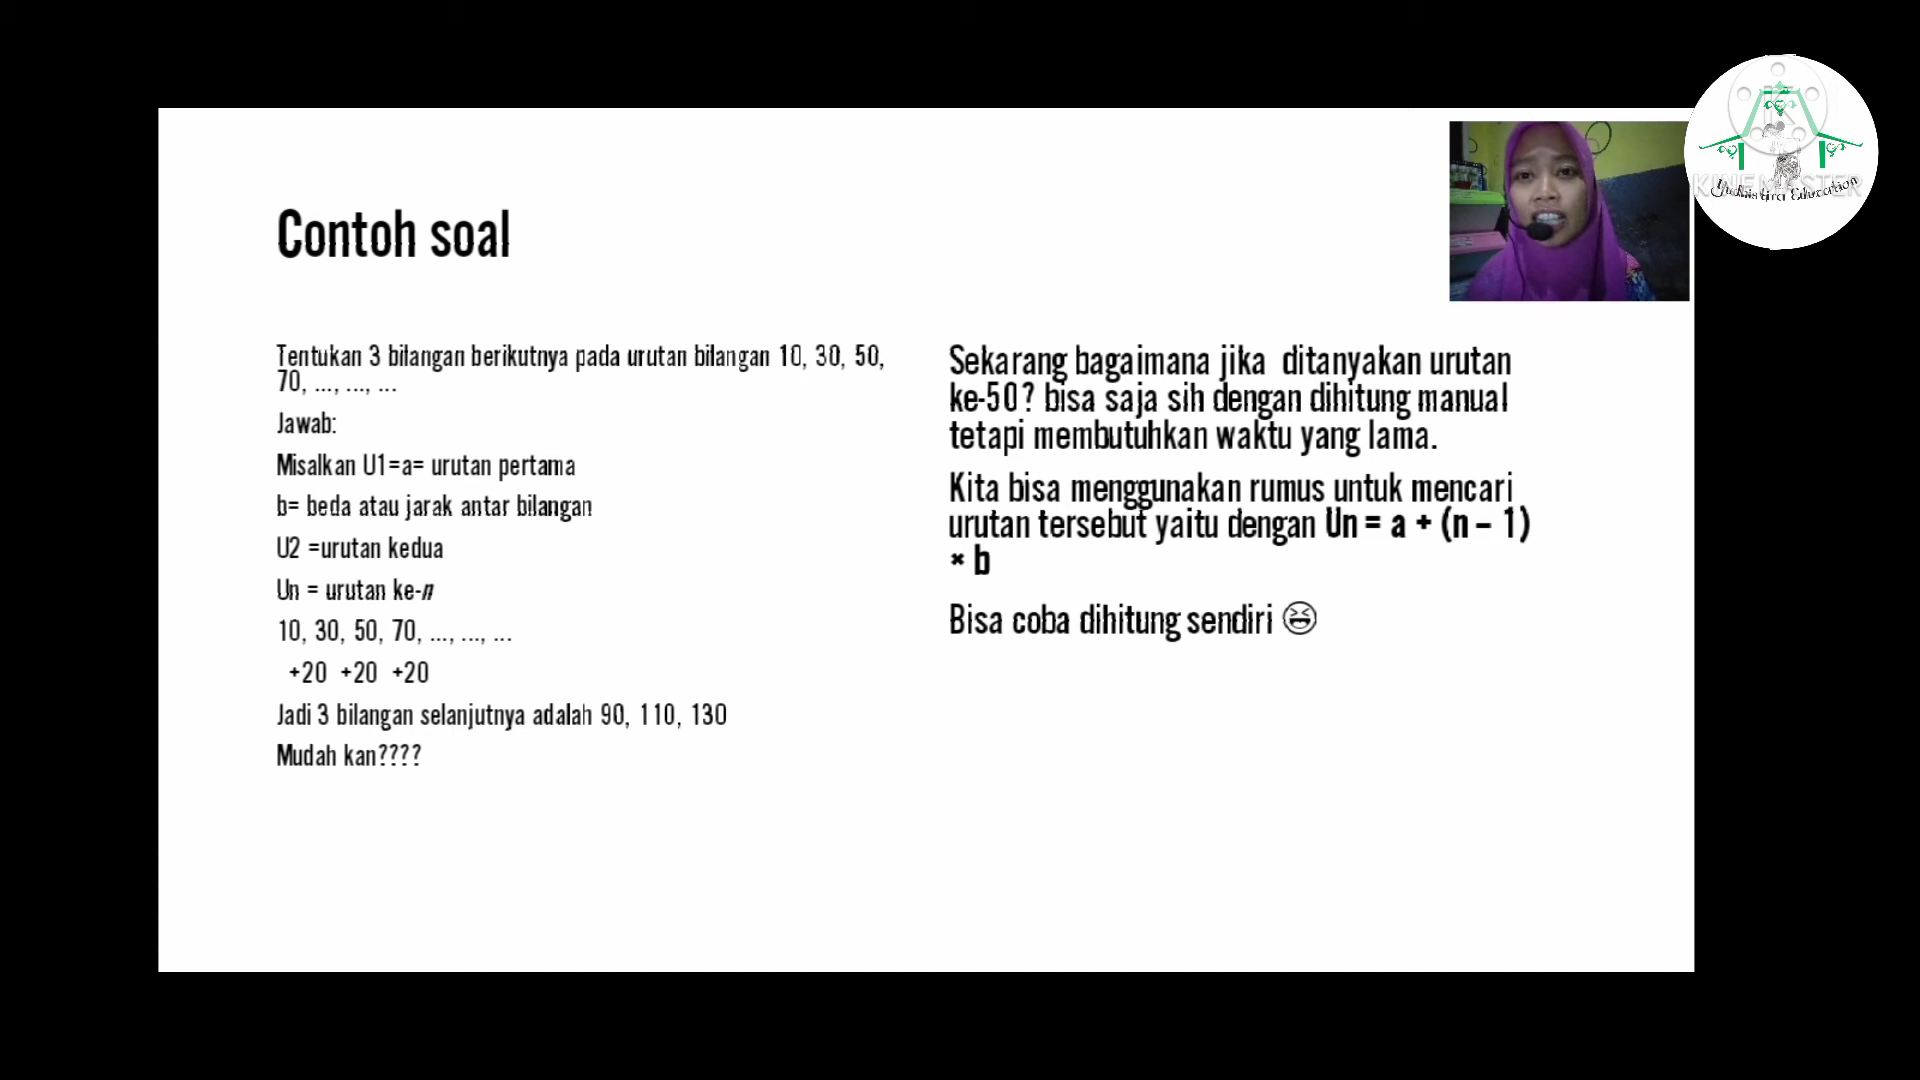 Contoh soal
Tentukan 3 bilangan berikutnya pada urutan bilangan 10, 30, 50,
70, ..., ..., ...
Jawab:
Misalkan U1=a= urutan pertama
b= beda atau jarak antar bilangan
U2 =urutan kedua
Un = urutan ke-n
10, 30, 50, 70, ..., ..., ...
+20 +20 +20
Jadi 3 bilangan selanjutnya adalah 90, 110, 130
Mudah kan????
Sekarang bagaimana jika ditanyakan urutan
ke-50? bisa saja sih dengan dihitung manual
tetapi membutuhkan waktu yang lama.
Kita bisa menggunakan rumus untuk mencari
urutan tersebut yaitu dengan Un = a + (n – 1)
× b
Bisa coba dihitung sendiri 😆
KINEMASTER
Education